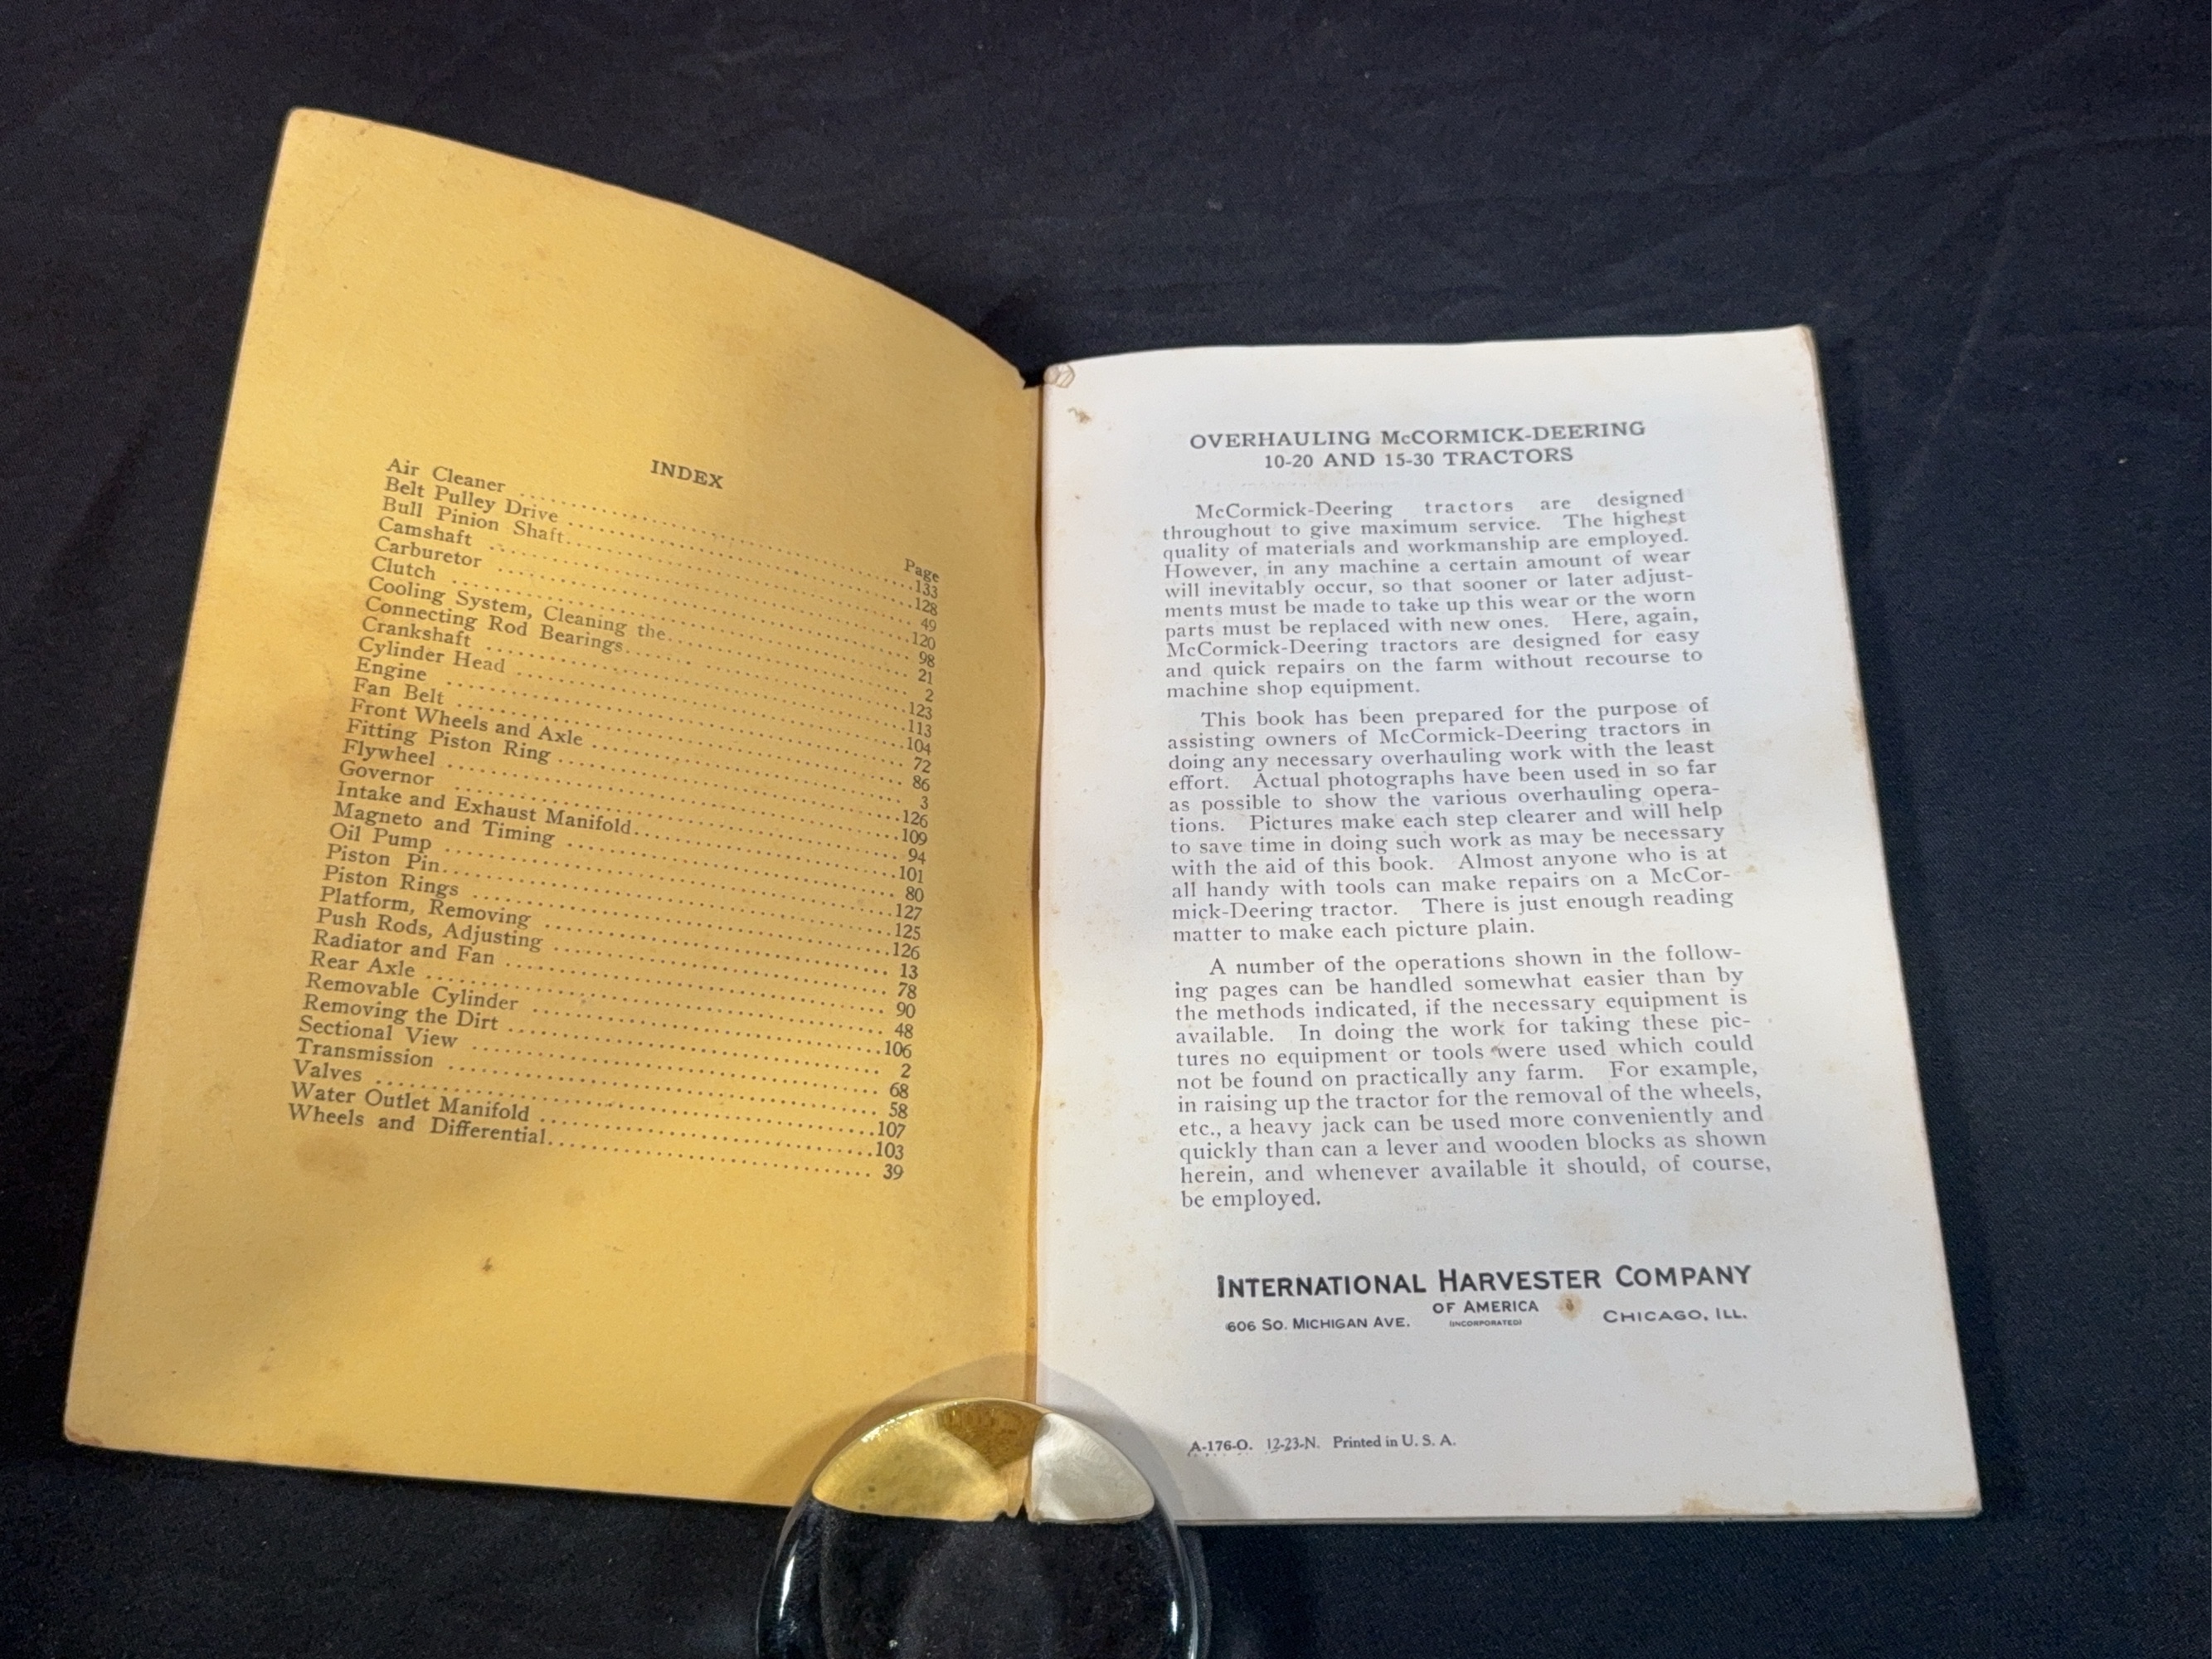 INDEX
Page
Air Cleaner ........ 133
Belt Pulley Drive ........ 128
Bull Pinion Shaft ........ 49
Camshaft ........ 120
Carburetor ........ 98
Clutch ........ 21
Cooling System, Cleaning the ........ 2
Connecting Rod Bearings ........ 123
Crankshaft ........ 113
Cylinder Head ........ 104
Engine ........ 72
Fan Belt ........ 86
Front Wheels and Axle ........ 3
Fitting Piston Ring ........ 126
Flywheel ........ 109
Governor ........ 94
Intake and Exhaust Manifold ........ 101
Magneto and Timing ........ 80
Oil Pump ........ 127
Piston Pin ........ 125
Piston Rings ........ 126
Platform, Removing ........ 13
Push Rods, Adjusting ........ 78
Radiator and Fan ........ 90
Rear Axle ........ 48
Removable Cylinder ........ 106
Removing the Dirt ........ 2
Sectional View ........ 68
Transmission ........ 58
Valves ........ 107
Water Outlet Manifold ........ 103
Wheels and Differential ........ 39
OVERHAULING McCORMICK-DEERING
10-20 AND 15-30 TRACTORS
McCormick-Deering tractors are designed
throughout to give maximum service. The highest
quality of materials and workmanship are employed.
However, in any machine a certain amount of wear
will inevitably occur, so that sooner or later adjust-
ments must be made to take up this wear or the worn
parts must be replaced with new ones. Here, again,
McCormick-Deering tractors are designed for easy
and quick repairs on the farm without recourse to
machine shop equipment.
This book has been prepared for the purpose of
assisting owners of McCormick-Deering tractors in
doing any necessary overhauling work with the least
effort. Actual photographs have been used in so far
as possible to show the various overhauling opera-
tions. Pictures make each step clearer and will help
to save time in doing such work as may be necessary
with the aid of this book. Almost anyone who is at
all handy with tools can make repairs on a McCor-
mick-Deering tractor. There is just enough reading
matter to make each picture plain.
A number of the operations shown in the follow-
ing pages can be handled somewhat easier than by
the methods indicated, if the necessary equipment is
available. In doing the work for taking these pic-
tures no equipment or tools were used which could
not be found on practically any farm. For example,
in raising up the tractor for the removal of the wheels,
etc., a heavy jack can be used more conveniently and
quickly than can a lever and wooden blocks as shown
herein, and whenever available it should, of course,
be employed.
INTERNATIONAL HARVESTER COMPANY
OF AMERICA
606 SO. MICHIGAN AVE. (INCORPORATED) CHICAGO, ILL.
A-176-O. 12-23-N. Printed in U. S. A.